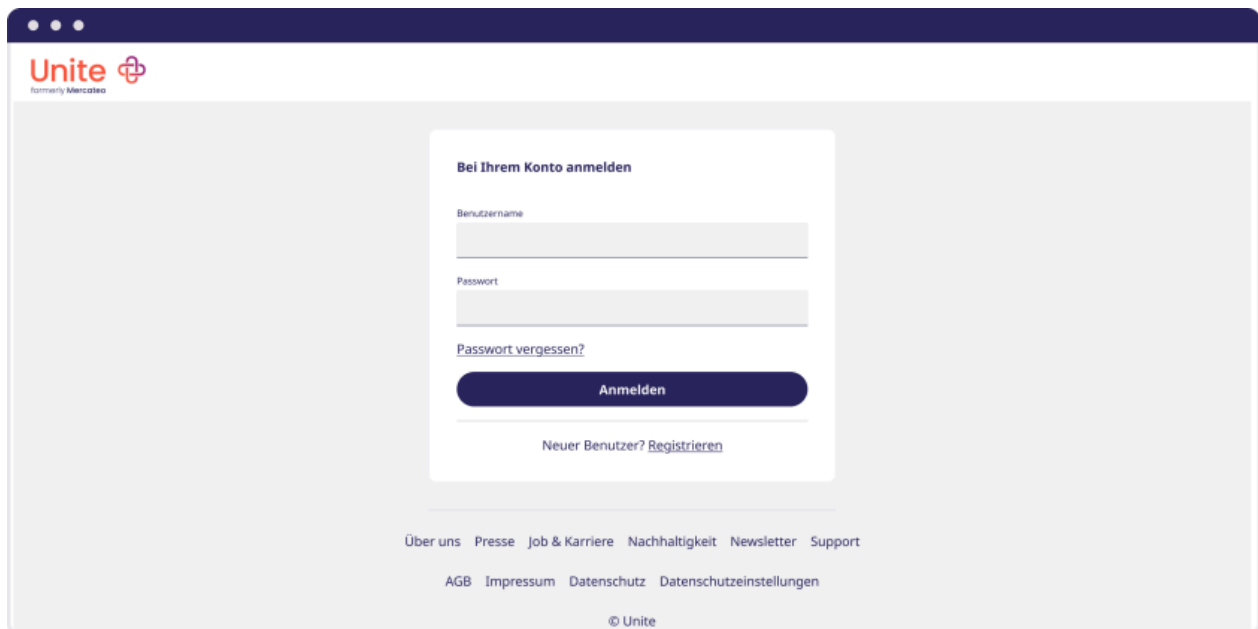 Unite
formerly Mercateo
Bei Ihrem Konto anmelden
Benutzername
Passwort
Passwort vergessen?
Anmelden
Neuer Benutzer? Registrieren
Über uns Presse Job & Karriere Nachhaltigkeit Newsletter Support
AGB Impressum Datenschutz Datenschutzeinstellungen
© Unite